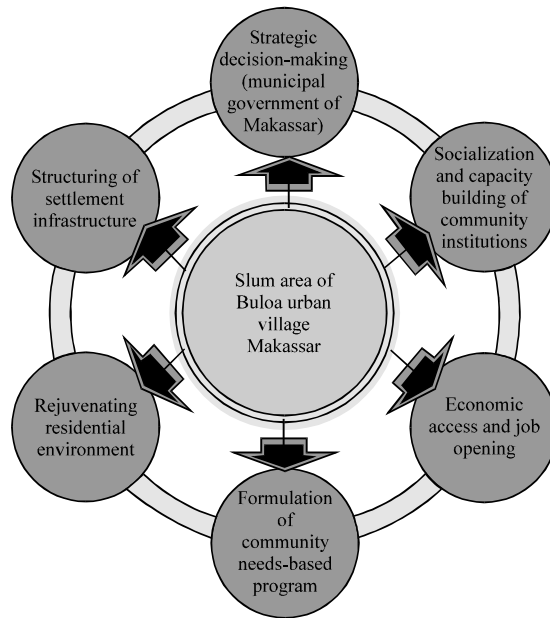 Strategic
decision-making
(municipal
government of
Makassar)
Socialization
and capacity
building of
community
institutions
Structuring of
settlement
infrastructure
Slum area of
Buloa urban
village
Makassar
Rejuvenating
residential
environment
Economic
access and job
opening
Formulation
of
community
needs-based
program